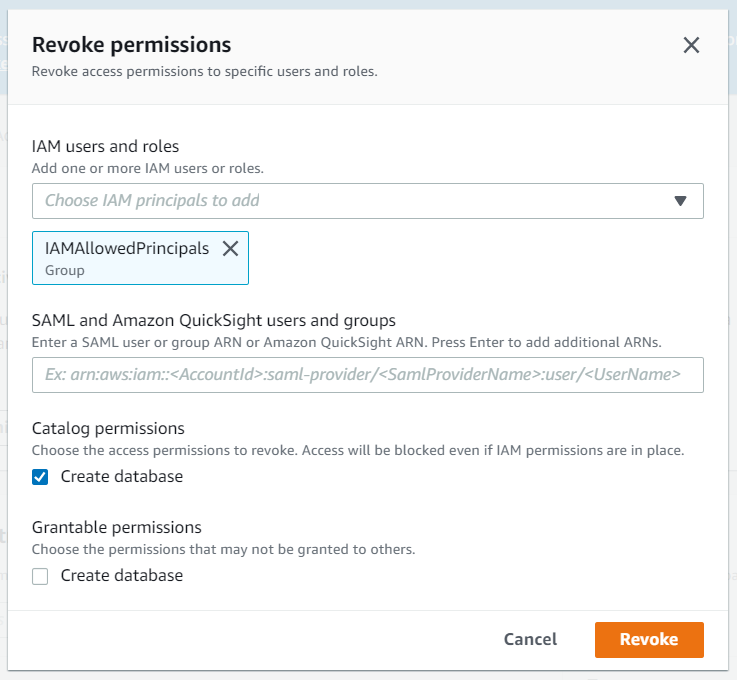 Revoke permissions
Revoke access permissions to specific users and roles.
IAM users and roles
Add one or more IAM users or roles.
Choose IAM principals to add
IAMAllowedPrincipals
Group
SAML and Amazon QuickSight users and groups
Enter a SAML user or group ARN or Amazon QuickSight ARN. Press Enter to add additional ARNs.
Ex: arn:aws:iam::<AccountId>:saml-provider/<SamlProviderName>:user/<UserName>
Catalog permissions
Choose the access permissions to revoke. Access will be blocked even if IAM permissions are in place.
Create database
Grantable permissions
Choose the permissions that may not be granted to others.
Create database
Cancel
Revoke